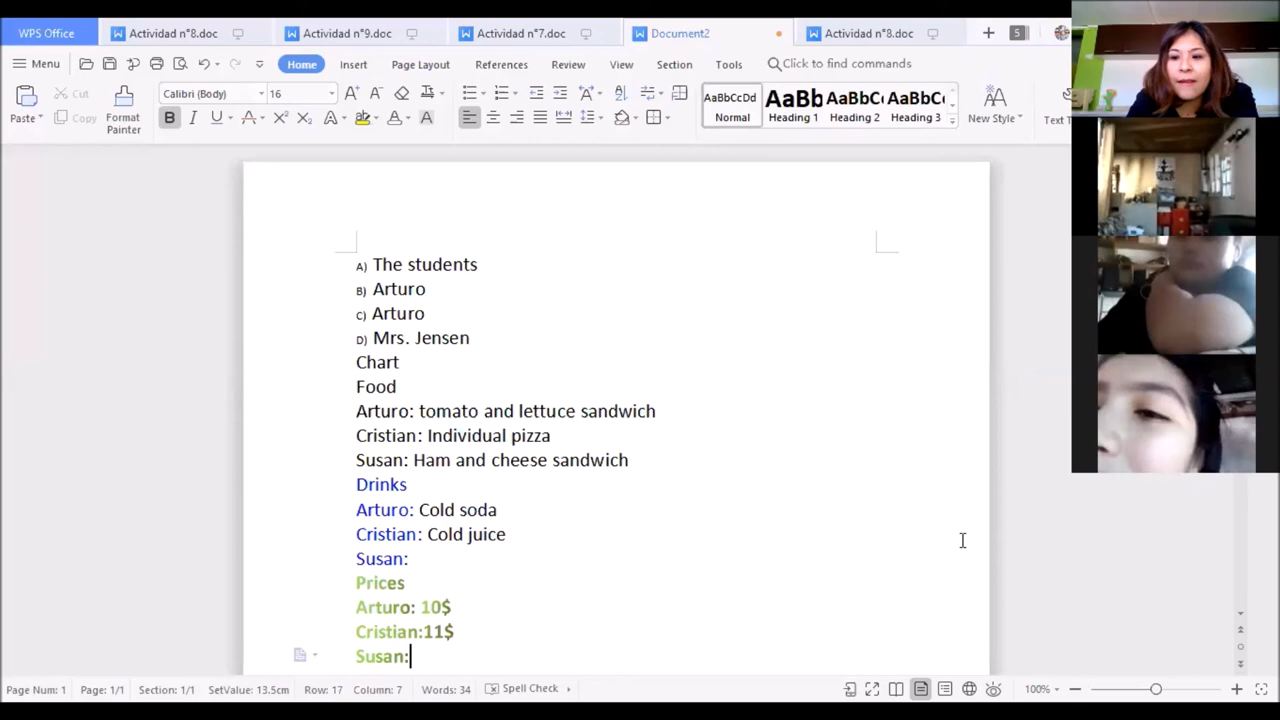 WPS Office Actividad n°8.doc Actividad n°9.doc Actividad n°7.doc Document2 Actividad n°8.doc 5
Menu Home Insert Page Layout References Review View Section Tools Click to find commands
Paste Cut Copy Format Painter Calibri (Body) 16 AaBbCcDd Normal AaBb Heading 1 AaBbC Heading 2 AaBbC Heading 3 New Style Text T
A) The students
B) Arturo
C) Arturo
D) Mrs. Jensen
Chart
Food
Arturo: tomato and lettuce sandwich
Cristian: Individual pizza
Susan: Ham and cheese sandwich
Drinks
Arturo: Cold soda
Cristian: Cold juice
Susan:
Prices
Arturo: 10$
Cristian:11$
Susan:
Page Num: 1 Page: 1/1 Section: 1/1 SetValue: 13.5cm Row: 17 Column: 7 Words: 34 Spell Check 100%